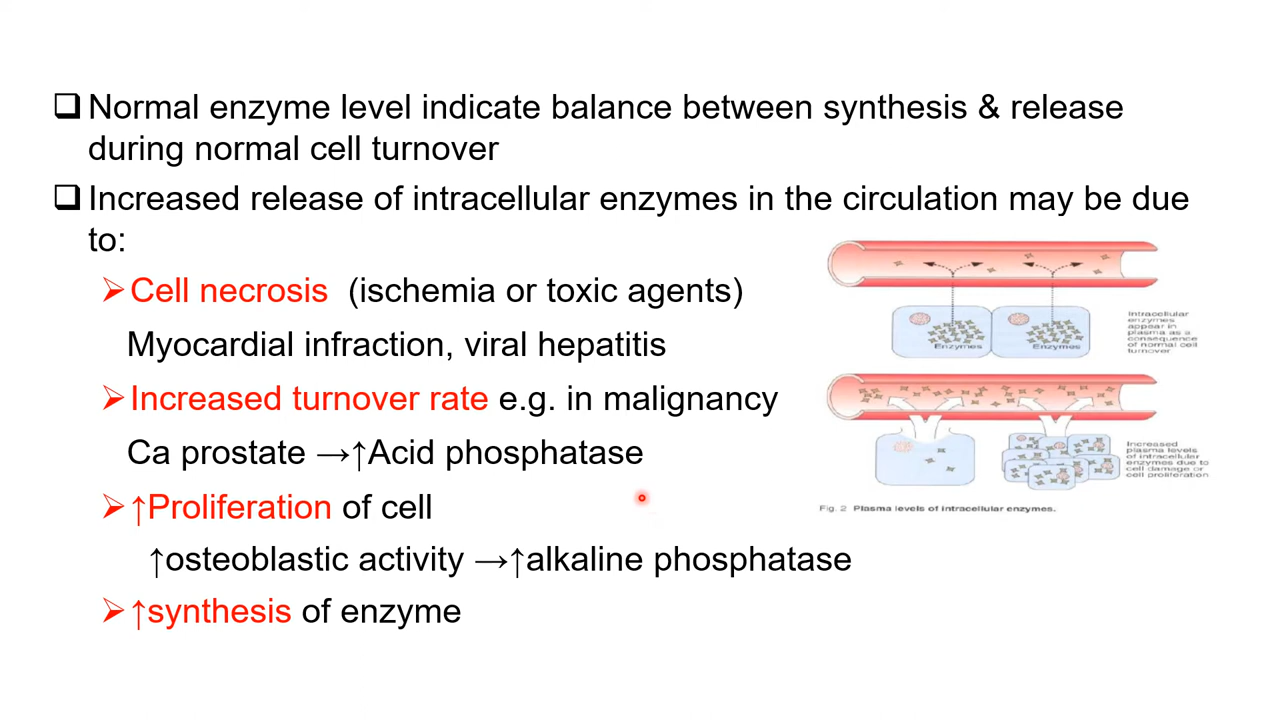 ❑ Normal enzyme level indicate balance between synthesis & release
during normal cell turnover
❑ Increased release of intracellular enzymes in the circulation may be due
to:
➢ Cell necrosis (ischemia or toxic agents)
Myocardial infraction, viral hepatitis
➢ Increased turnover rate e.g. in malignancy
Ca prostate →↑Acid phosphatase
➢ ↑Proliferation of cell
↑osteoblastic activity →↑alkaline phosphatase
➢ ↑synthesis of enzyme
Enzymes
Enzymes
Intracellular
enzymes
appear in
plasma as a
consequence
of normal cell
turnover
Increased
plasma levels
of intracellular
enzymes due to
cell damage or
cell proliferation
Fig. 2 Plasma levels of intracellular enzymes.